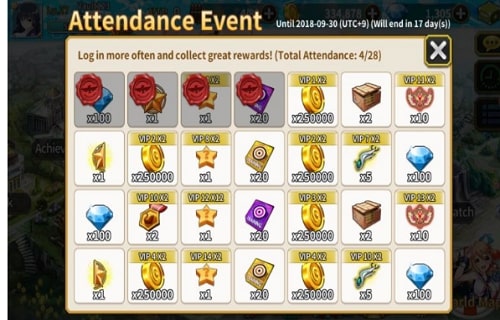 Attendance Event Until 2018-09-30 (UTC+9) (Will end in 17 day(s))
Log in more often and collect great rewards! (Total Attendance: 4/28)
X2 VIP 1 X2 VIP 11 X2
x100 x1 x1 x20 x250000 x2 x10
VIP 2 X2 VIP 8 X2 VIP 2 X2 VIP 7 X2
x1 x250000 x1 x20 x250000 x5 x100
VIP 10 X2 VIP 12 X12 VIP 3 X2 VIP 13 X2
x100 x2 x1 x20 x250000 x2 x10
VIP 4 X2 VIP 14 X2 VIP 4 X2 VIP 10 X2
x1 x250000 x1 x20 x250000 x5 x100